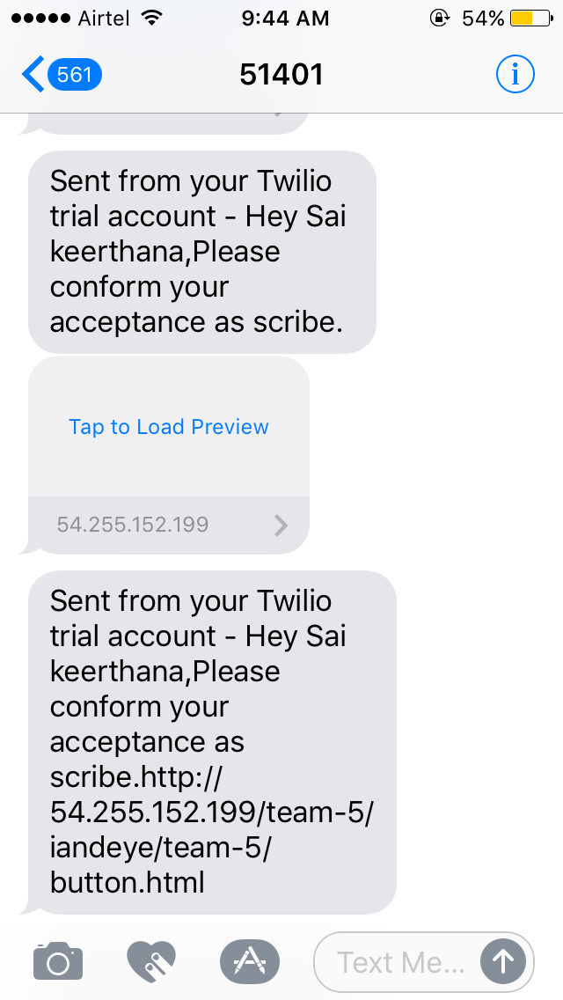 Airtel 9:44 AM 54%
561 51401 i
Sent from your Twilio
trial account - Hey Sai
keerthana,Please
conform your
acceptance as scribe.
Tap to Load Preview
54.255.152.199
Sent from your Twilio
trial account - Hey Sai
keerthana,Please
conform your
acceptance as
scribe.http://
54.255.152.199/team-5/
iandeye/team-5/
button.html
Text Me...